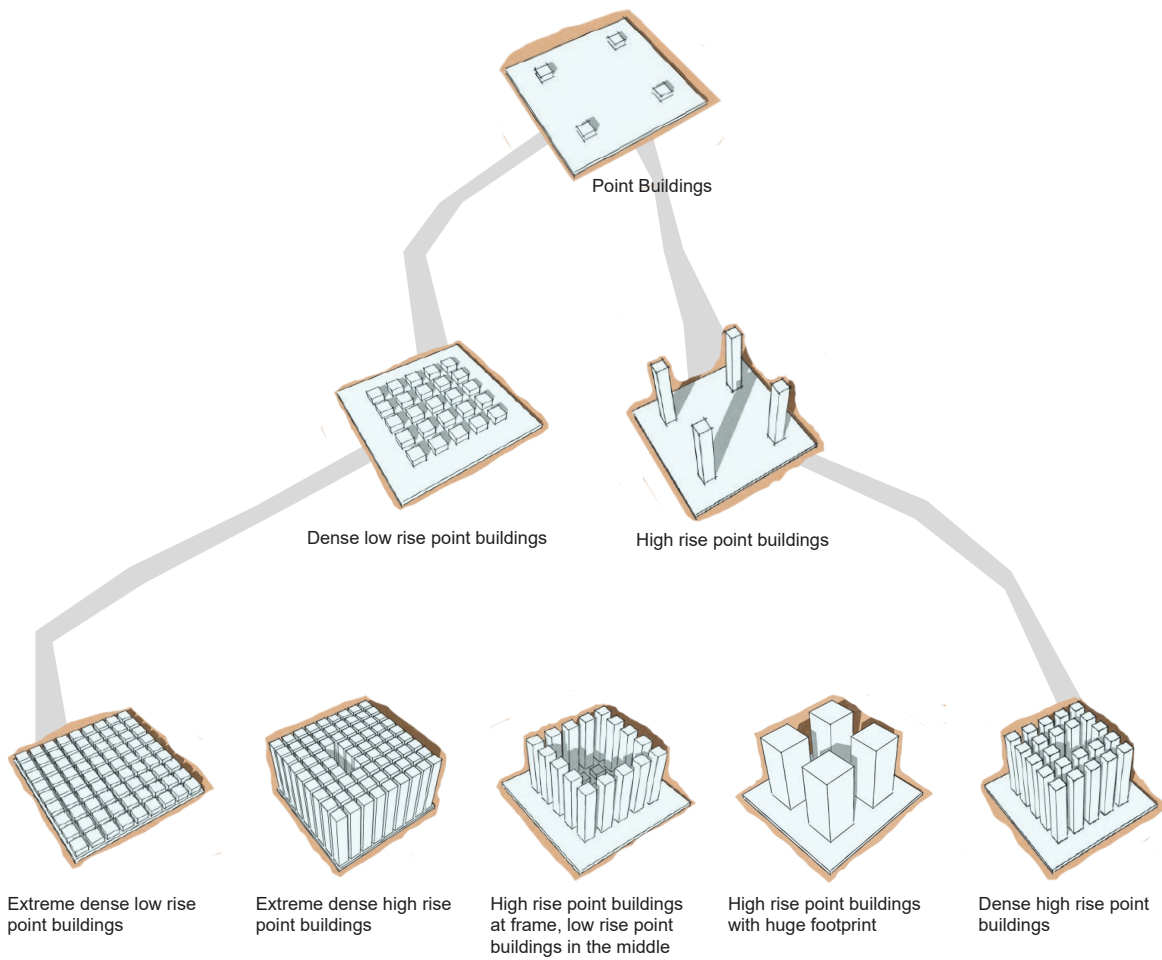 Point Buildings
Dense low rise point buildings
High rise point buildings
Extreme dense low rise
point buildings
Extreme dense high rise
point buildings
High rise point buildings
at frame, low rise point
buildings in the middle
High rise point buildings
with huge footprint
Dense high rise point
buildings